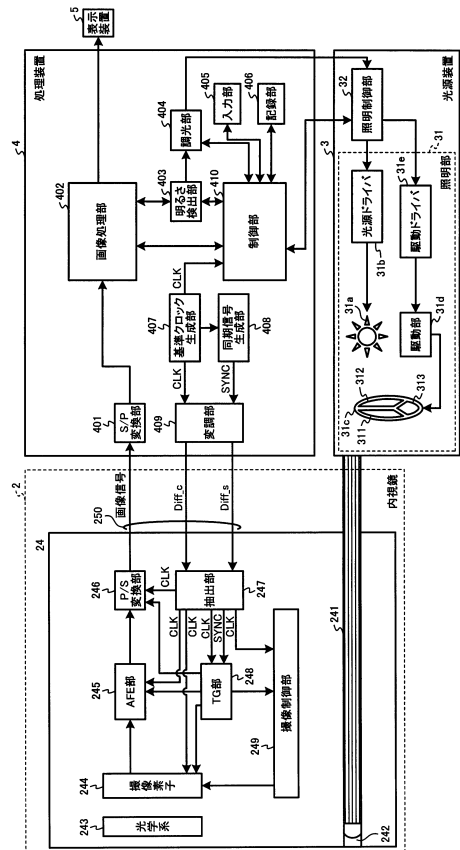 2
24
内視鏡
243
光学系
244
撮像素子
245
AFE部
246
P/S
変換部
250
画像信号
CLK
CLK
CLK
CLK
SYNC
CLK
抽出部
247
TG部
248
撮像制御部
249
Diff_c
Diff_s
241
242
4
処理装置
401
S/P
変換部
402
画像処理部
5
表示装置
403
明るさ
検出部
404
調光部
405
入力部
406
記録部
410
制御部
407
基準クロック
生成部
CLK
CLK
同期信号
生成部
408
SYNC
409
変調部
3
光源装置
32
照明制御部
31
照明部
光源ドライバ
31b
31e
駆動ドライバ
31a
駆動部
31d
31c
311
312
313